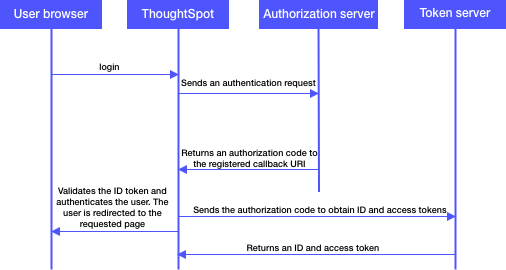 User browser
ThoughtSpot
Authorization server
Token server
login
Sends an authentication request
Returns an authorization code to
the registered callback URI
Validates the ID token and
authenticates the user. The
user is redirected to the
requested page
Sends the authorization code to obtain ID and access tokens
Returns an ID and access token